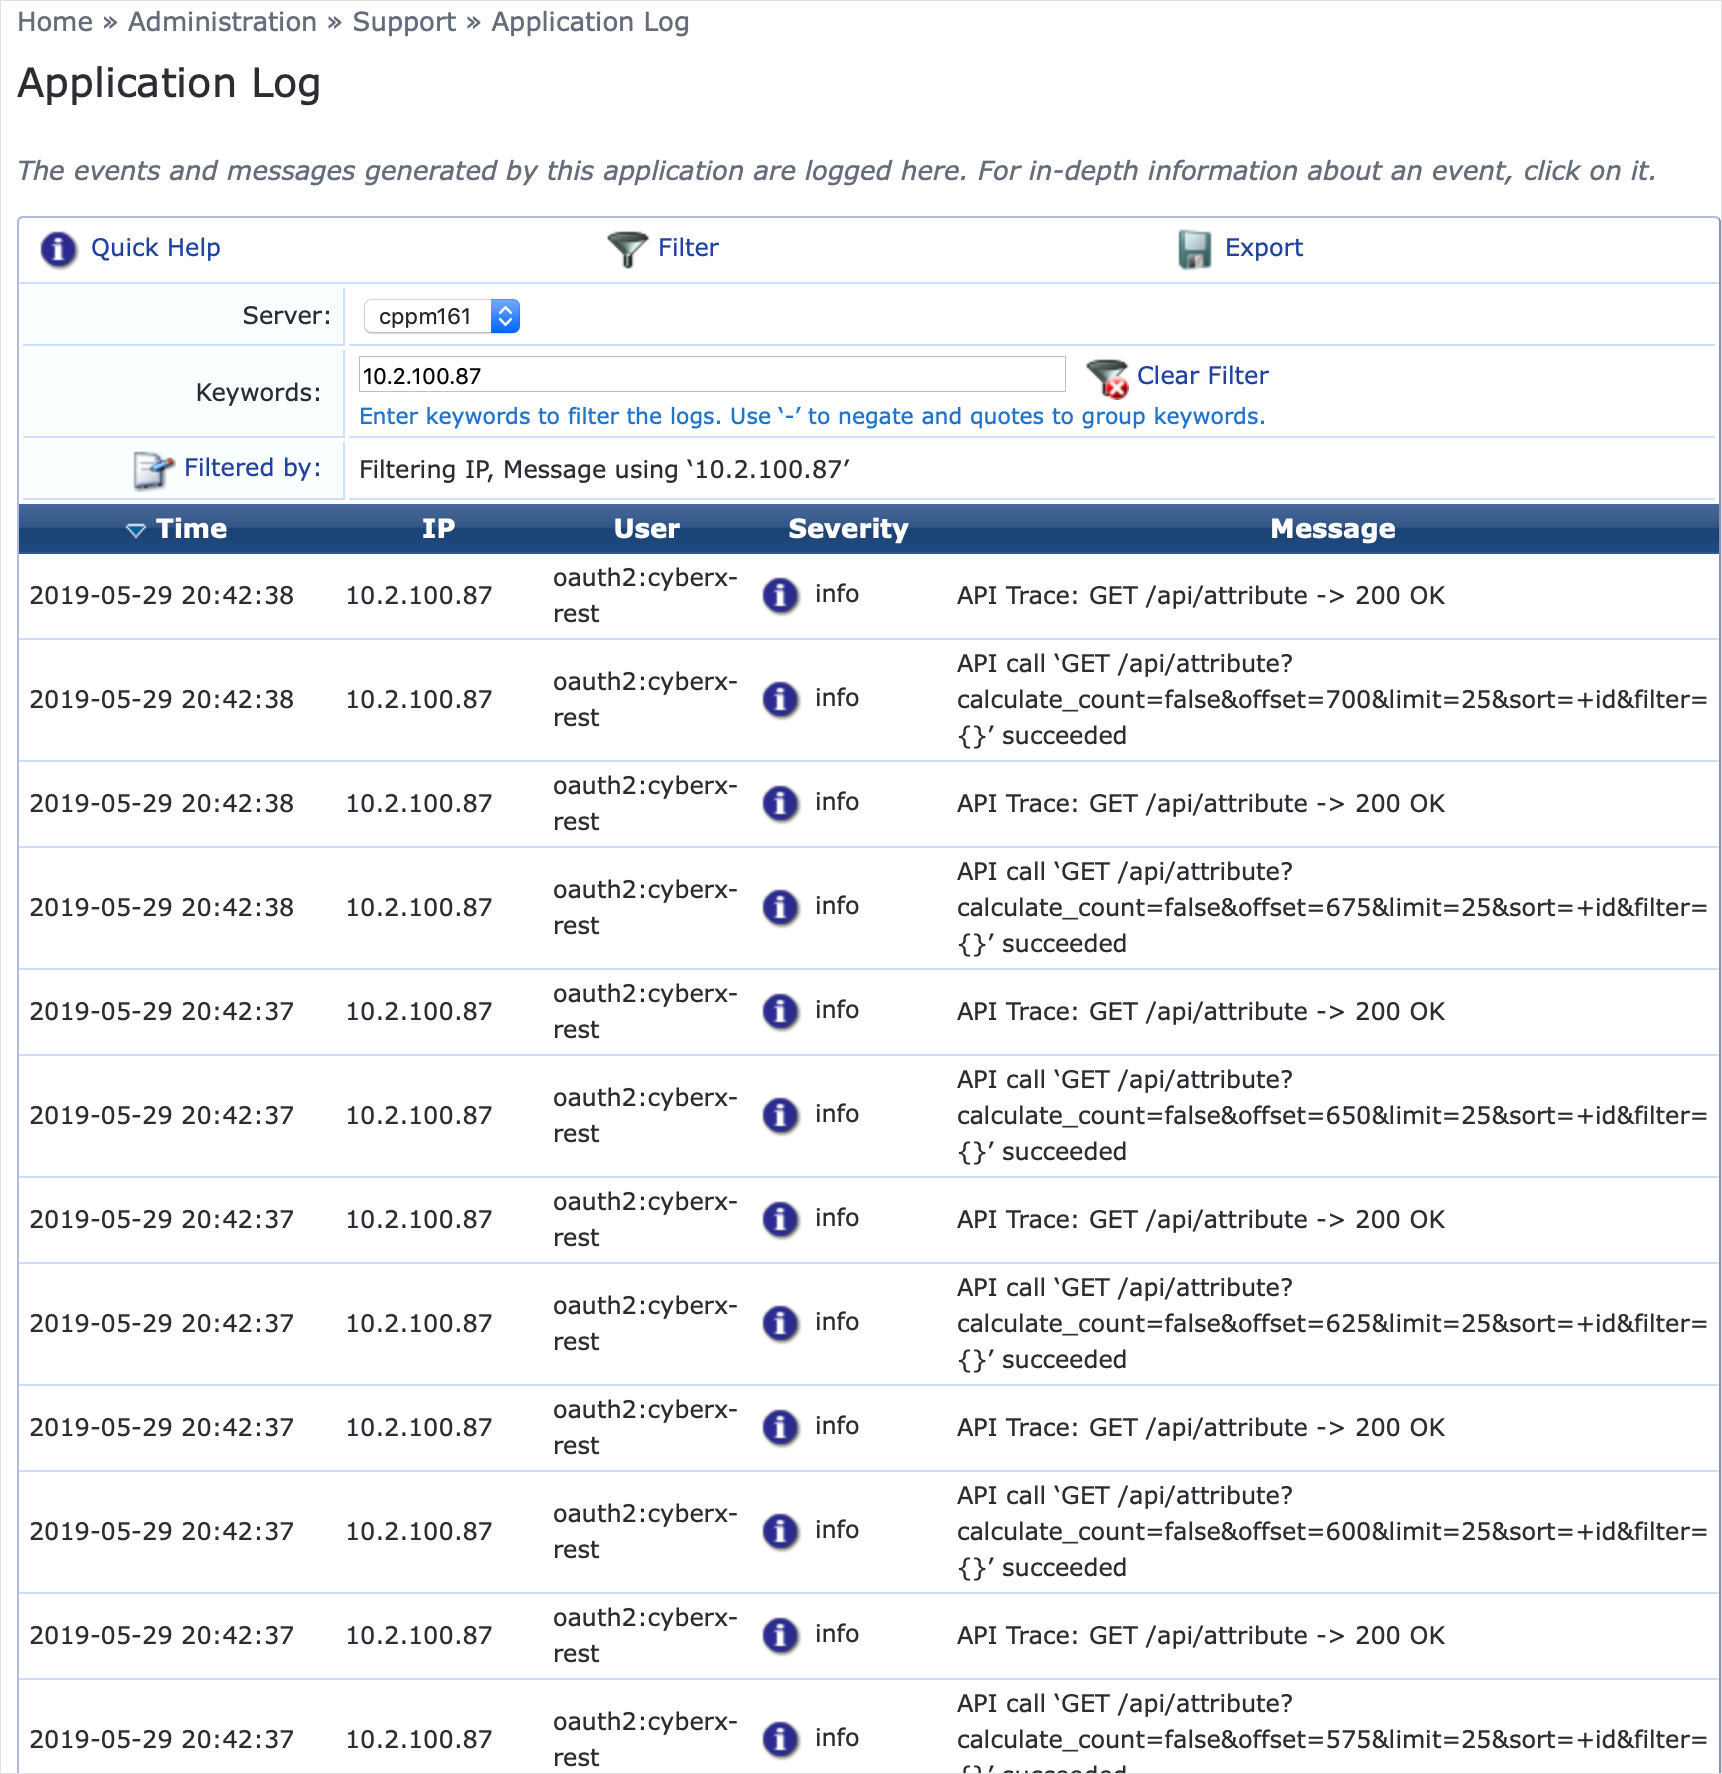 Home » Administration » Support » Application Log
Application Log
The events and messages generated by this application are logged here. For in-depth information about an event, click on it.
Quick Help Filter Export
Server: cppm161
Keywords: 10.2.100.87 Clear Filter
Enter keywords to filter the logs. Use ‘-’ to negate and quotes to group keywords.
Filtered by: Filtering IP, Message using ‘10.2.100.87’
Time IP User Severity Message
2019-05-29 20:42:38 10.2.100.87 oauth2:cyberx-
rest info API Trace: GET /api/attribute -> 200 OK
2019-05-29 20:42:38 10.2.100.87 oauth2:cyberx-
rest info API call ‘GET /api/attribute?
calculate_count=false&offset=700&limit=25&sort=+id&filter=
{}’ succeeded
2019-05-29 20:42:38 10.2.100.87 oauth2:cyberx-
rest info API Trace: GET /api/attribute -> 200 OK
2019-05-29 20:42:38 10.2.100.87 oauth2:cyberx-
rest info API call ‘GET /api/attribute?
calculate_count=false&offset=675&limit=25&sort=+id&filter=
{}’ succeeded
2019-05-29 20:42:37 10.2.100.87 oauth2:cyberx-
rest info API Trace: GET /api/attribute -> 200 OK
2019-05-29 20:42:37 10.2.100.87 oauth2:cyberx-
rest info API call ‘GET /api/attribute?
calculate_count=false&offset=650&limit=25&sort=+id&filter=
{}’ succeeded
2019-05-29 20:42:37 10.2.100.87 oauth2:cyberx-
rest info API Trace: GET /api/attribute -> 200 OK
2019-05-29 20:42:37 10.2.100.87 oauth2:cyberx-
rest info API call ‘GET /api/attribute?
calculate_count=false&offset=625&limit=25&sort=+id&filter=
{}’ succeeded
2019-05-29 20:42:37 10.2.100.87 oauth2:cyberx-
rest info API Trace: GET /api/attribute -> 200 OK
2019-05-29 20:42:37 10.2.100.87 oauth2:cyberx-
rest info API call ‘GET /api/attribute?
calculate_count=false&offset=600&limit=25&sort=+id&filter=
{}’ succeeded
2019-05-29 20:42:37 10.2.100.87 oauth2:cyberx-
rest info API Trace: GET /api/attribute -> 200 OK
2019-05-29 20:42:37 10.2.100.87 oauth2:cyberx-
rest info API call ‘GET /api/attribute?
calculate_count=false&offset=575&limit=25&sort=+id&filter=
{}’ succeeded